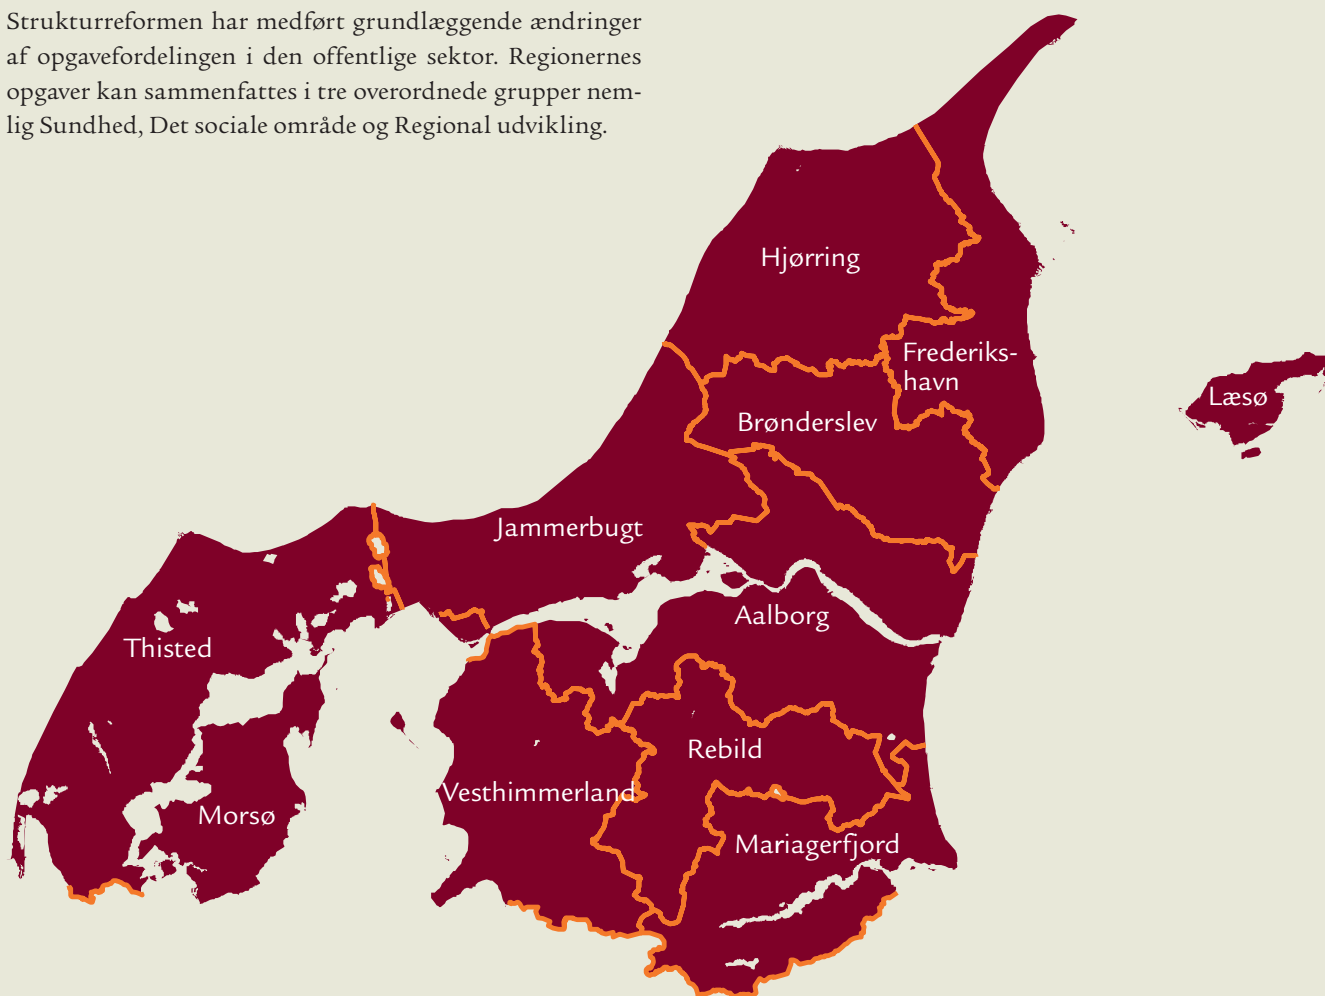 Strukturreformen har medført grundlæggende ændringer
af opgavefordelingen i den offentlige sektor. Regionernes
opgaver kan sammenfattes i tre overordnede grupper nem-
lig Sundhed, Det sociale område og Regional udvikling.
Hjørring
Frederiks-
havn
Læsø
Brønderslev
Jammerbugt
Aalborg
Thisted
Rebild
Vesthimmerland
Morsø
Mariagerfjord